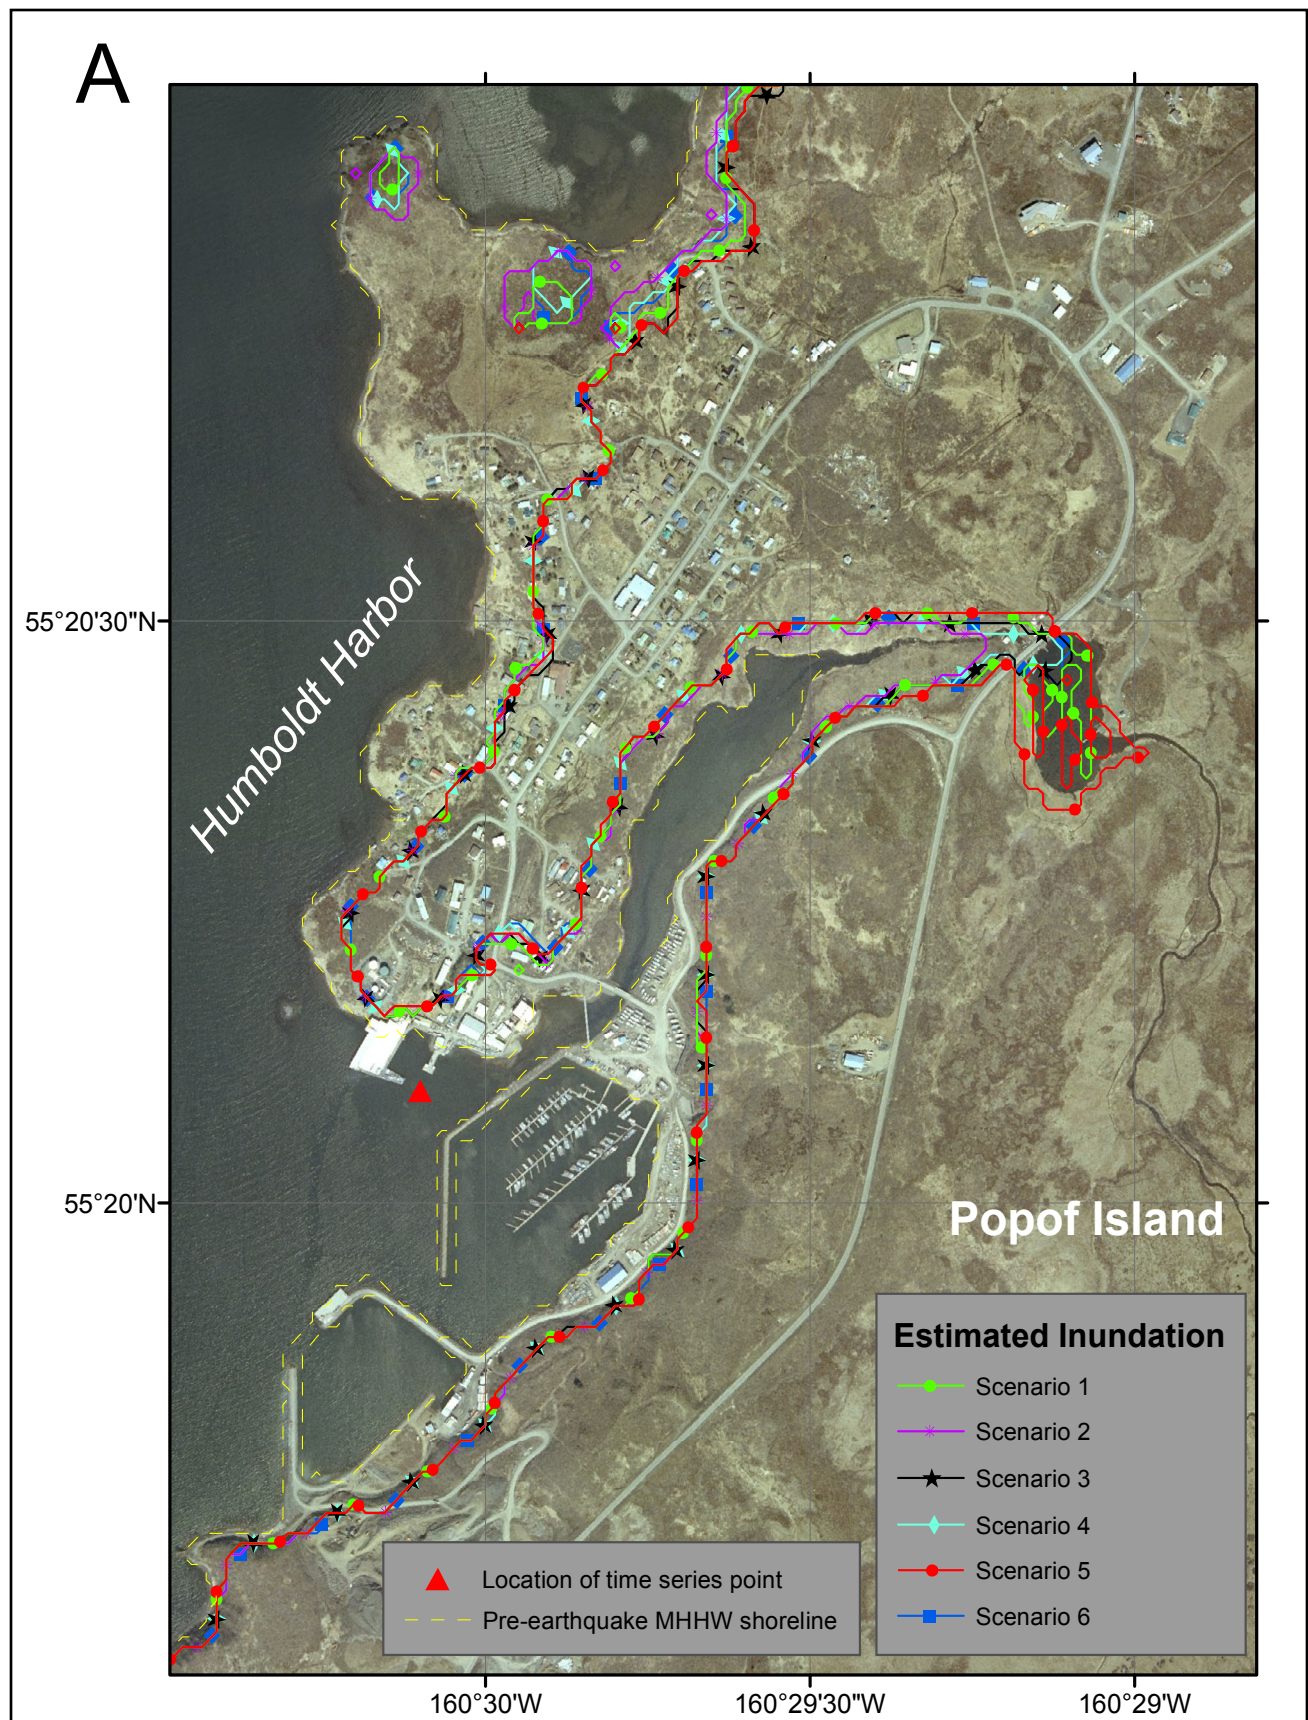 A
Humboldt Harbor
55°20'30"N
55°20'N
Popof Island
Estimated Inundation
Scenario 1
Scenario 2
Scenario 3
Scenario 4
Scenario 5
Scenario 6
Location of time series point
Pre-earthquake MHHW shoreline
160°30'W
160°29'30"W
160°29'W